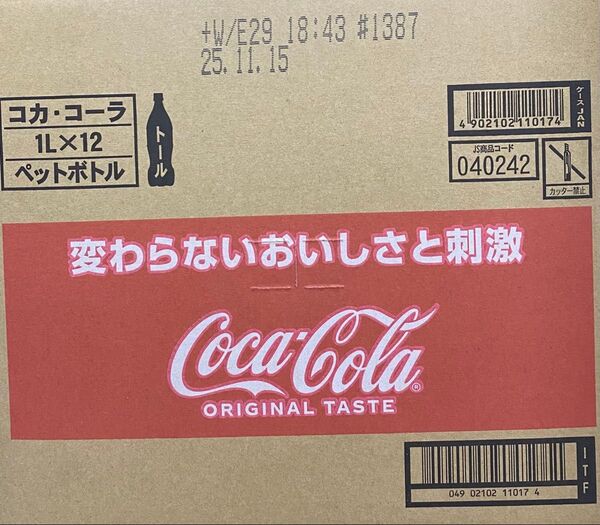 +W/E29 18:43 #1387
25.11.15
コカ・コーラ
1L×12
ペットボトル
トール
4902102110174
ケースJAN
JS商品コード
040242
カッター禁止
変わらないおいしさと刺激
Coca-Cola®
ORIGINAL TASTE
ITF
049 02102 11017 4